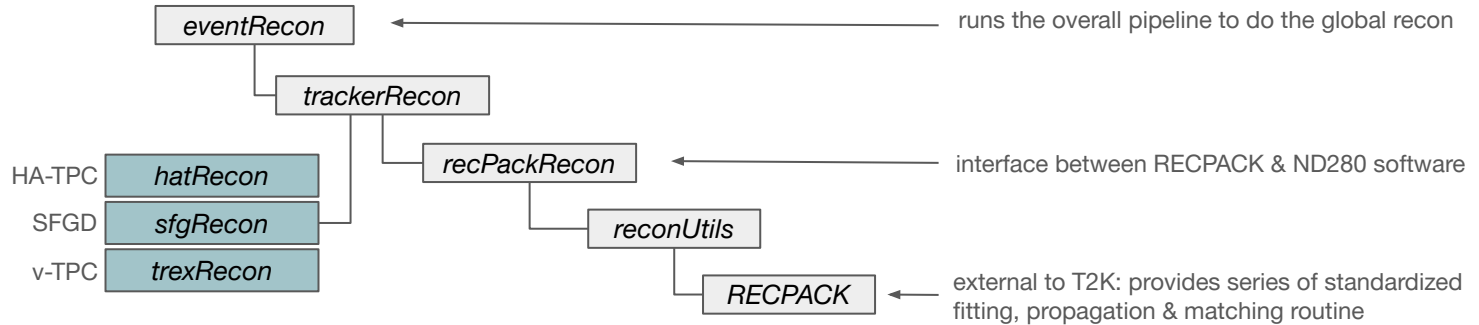 eventRecon
runs the overall pipeline to do the global recon
trackerRecon
HA-TPC
hatRecon
recPackRecon
interface between RECPACK & ND280 software
SFGD
sfgRecon
reconUtils
v-TPC
trexRecon
RECPACK
external to T2K: provides series of standardized
fitting, propagation & matching routine